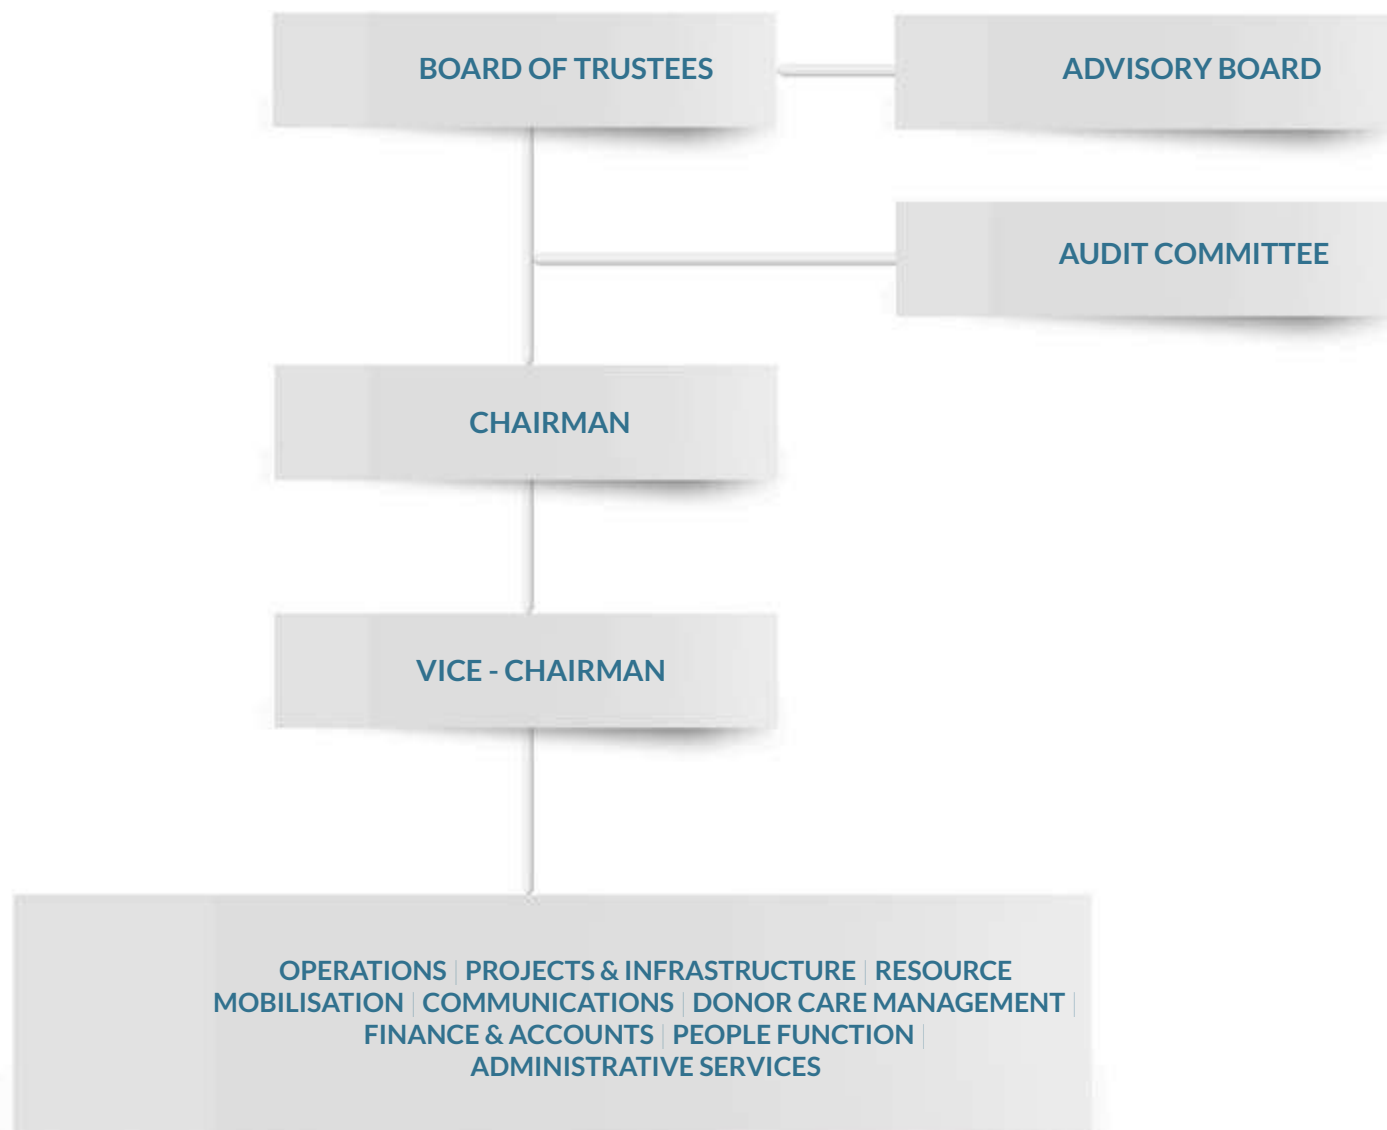 BOARD OF TRUSTEES
ADVISORY BOARD
AUDIT COMMITTEE
CHAIRMAN
VICE - CHAIRMAN
OPERATIONS | PROJECTS & INFRASTRUCTURE | RESOURCE
MOBILISATION | COMMUNICATIONS | DONOR CARE MANAGEMENT |
FINANCE & ACCOUNTS | PEOPLE FUNCTION |
ADMINISTRATIVE SERVICES